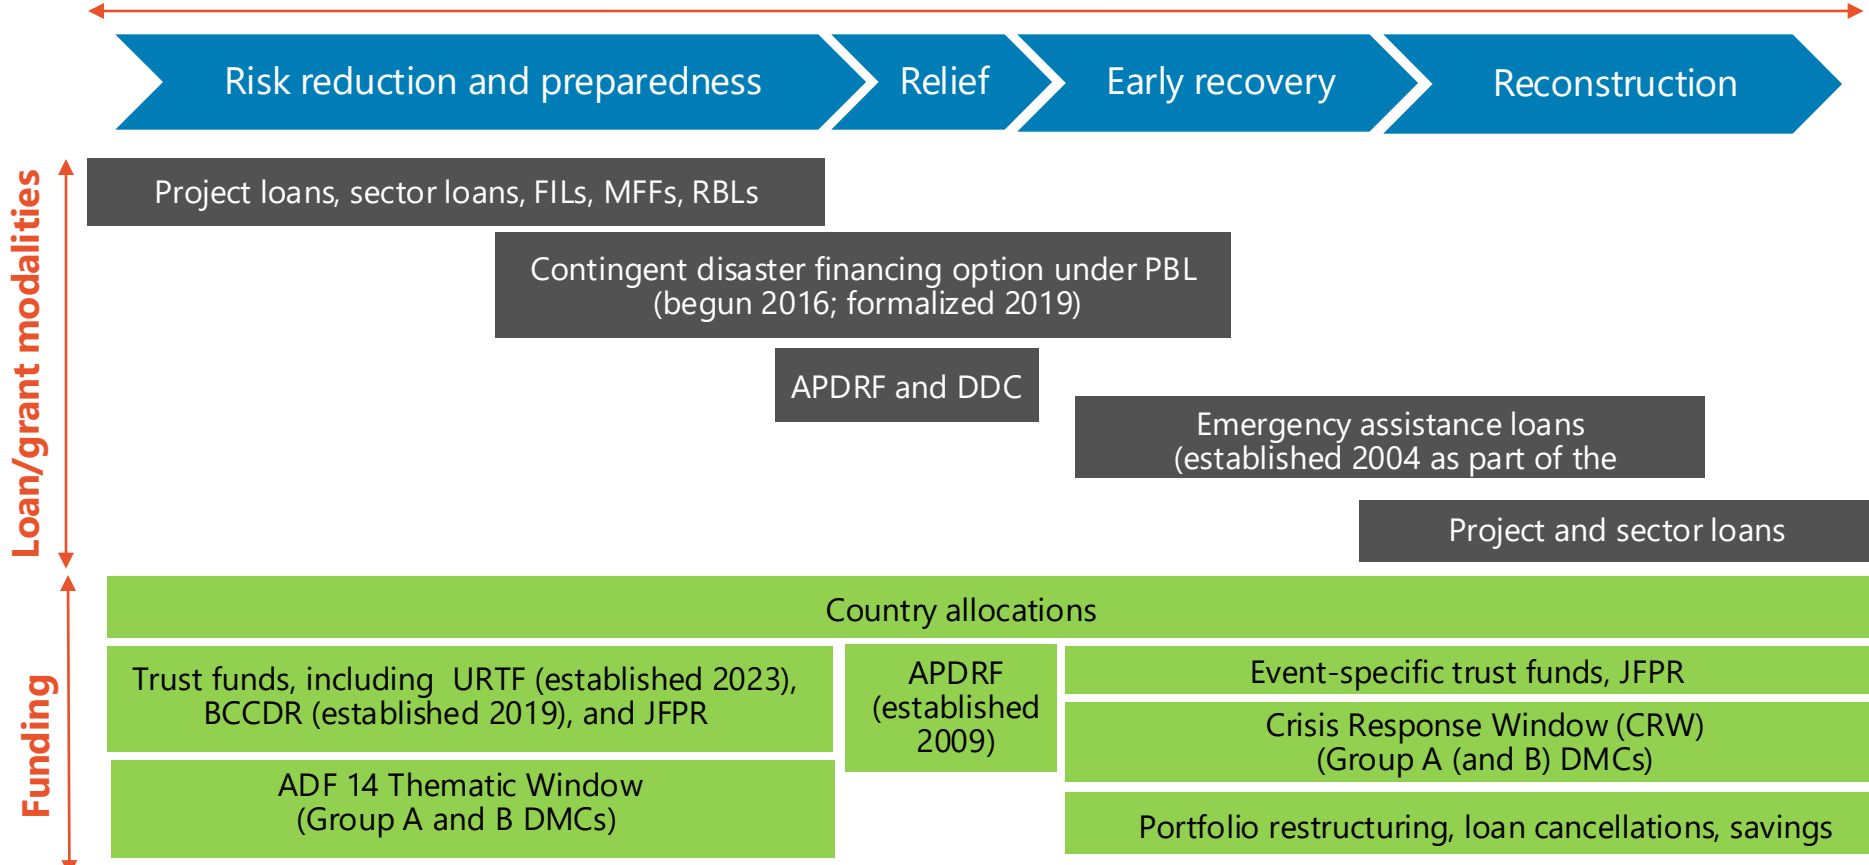 Risk reduction and preparedness
Relief
Early recovery
Reconstruction
Loan/grant modalities
Project loans, sector loans, FILs, MFFs, RBLs
Contingent disaster financing option under PBL
(begun 2016; formalized 2019)
APDRF and DDC
Emergency assistance loans
(established 2004 as part of the
Project and sector loans
Funding
Country allocations
Trust funds, including  URTF (established 2023),
BCCDR (established 2019), and JFPR
APDRF
(established
2009)
Event-specific trust funds, JFPR
Crisis Response Window (CRW)
(Group A (and B) DMCs)
ADF 14 Thematic Window
(Group A and B DMCs)
Portfolio restructuring, loan cancellations, savings